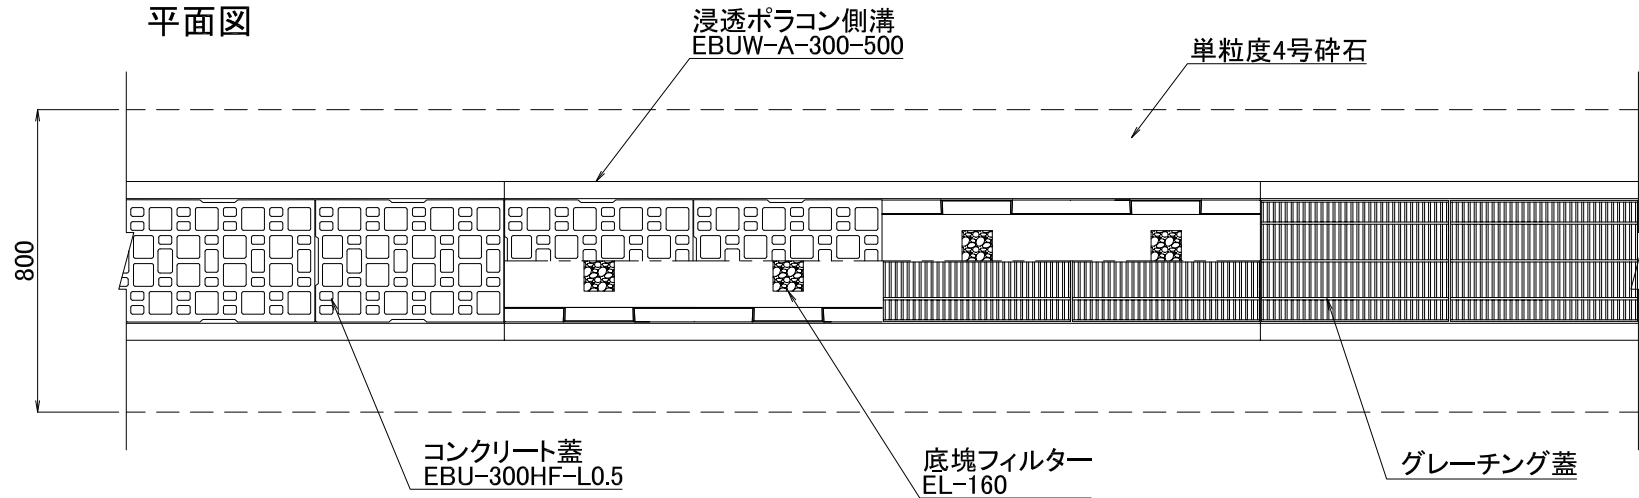 平面図
浸透ポラコン側溝
EBUW-A-300-500
単粒度4号砕石
800
コンクリート蓋
EBU-300HF-L0.5
底塊フィルター
EL-160
グレーチング蓋